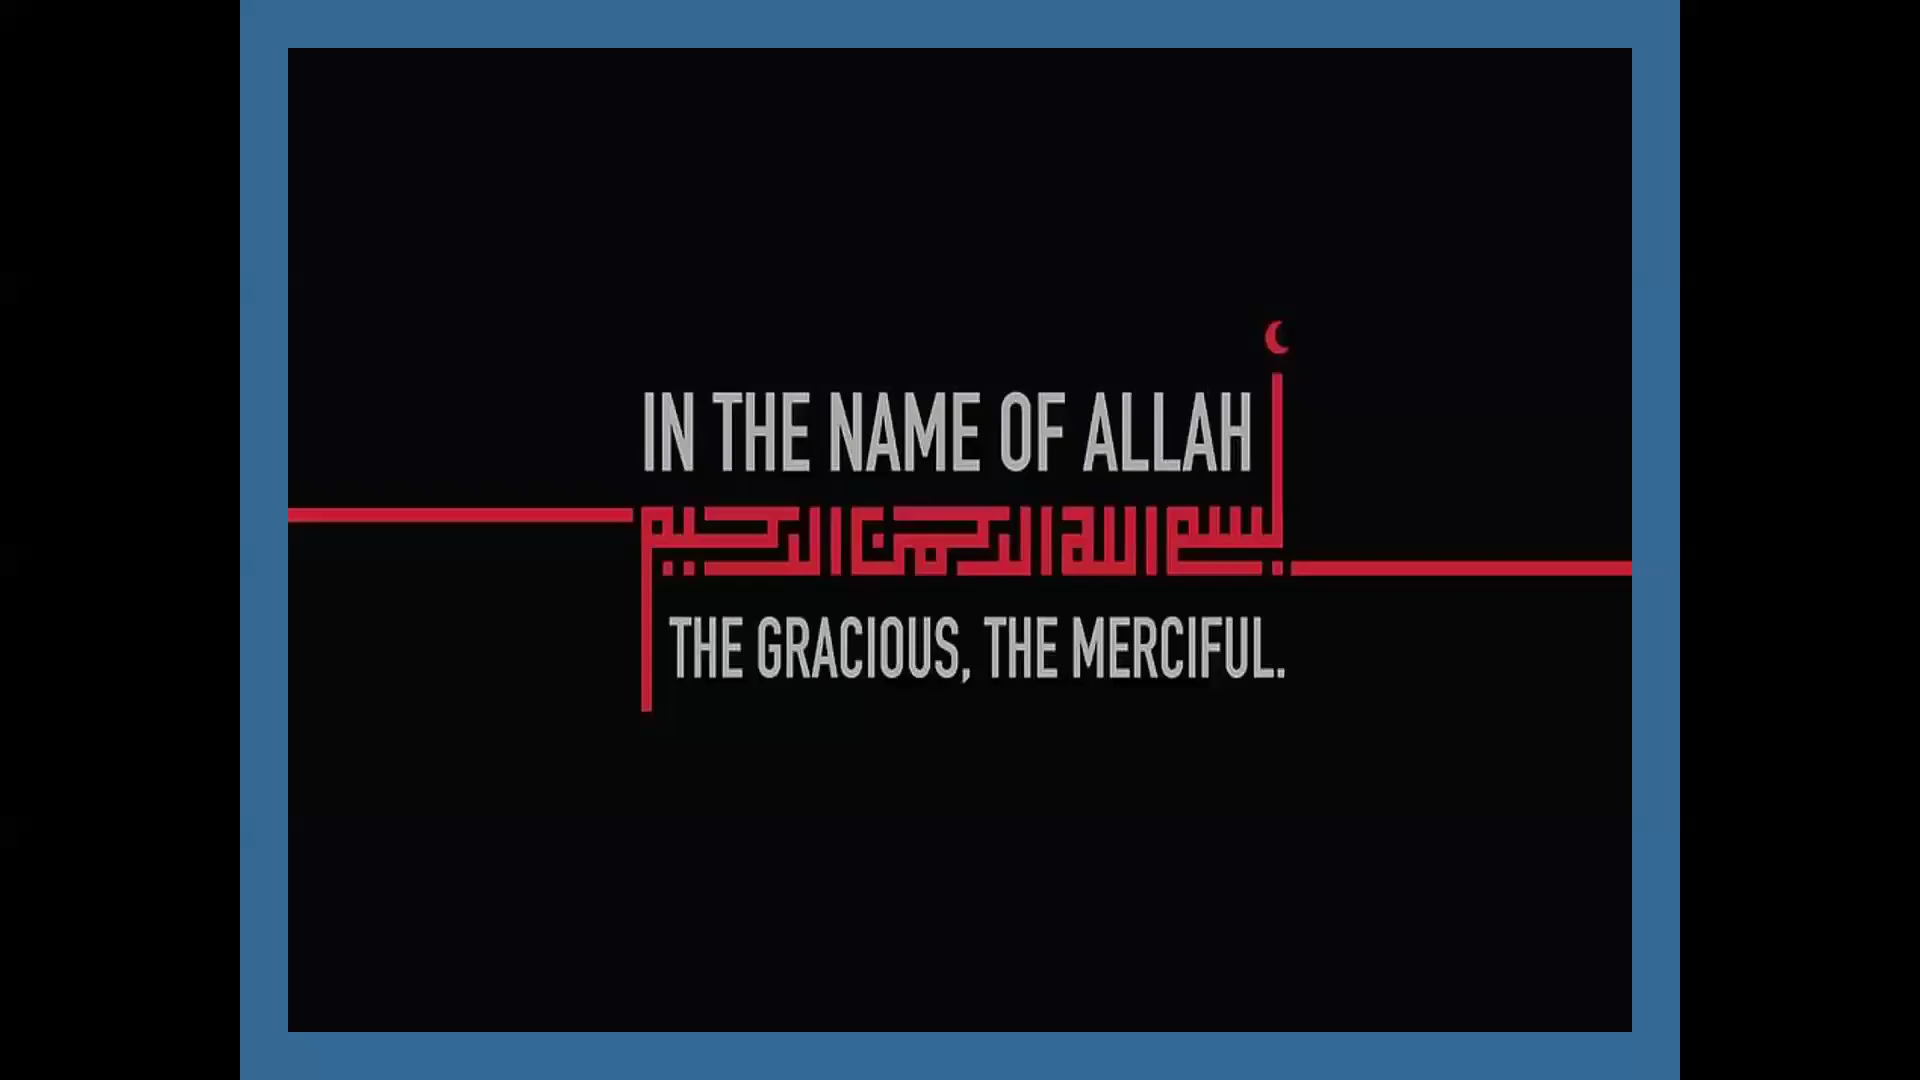 IN THE NAME OF ALLAH
بسم الله الرحمن الرحيم
THE GRACIOUS, THE MERCIFUL.